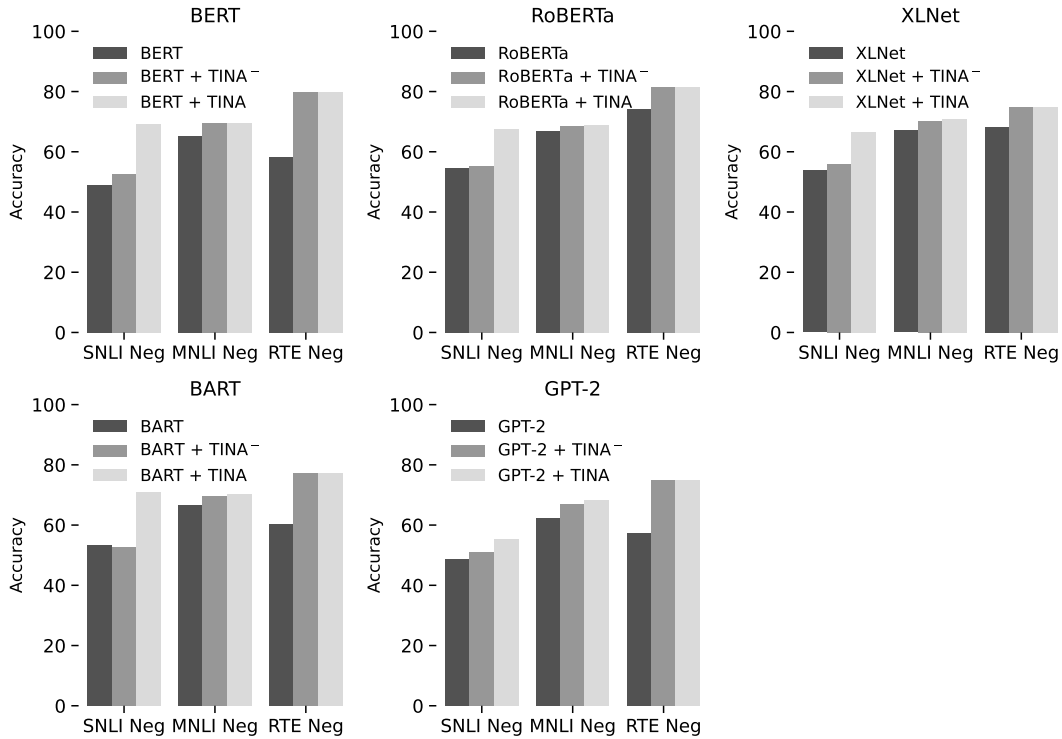 BERT
100
80
60
40
20
0
Accuracy
BERT
BERT + TINA⁻
BERT + TINA
SNLI Neg MNLI Neg RTE Neg
RoBERTa
100
80
60
40
20
0
Accuracy
RoBERTa
RoBERTa + TINA⁻
RoBERTa + TINA
SNLI Neg MNLI Neg RTE Neg
XLNet
100
80
60
40
20
0
Accuracy
XLNet
XLNet + TINA⁻
XLNet + TINA
SNLI Neg MNLI Neg RTE Neg
BART
100
80
60
40
20
0
Accuracy
BART
BART + TINA⁻
BART + TINA
SNLI Neg MNLI Neg RTE Neg
GPT-2
100
80
60
40
20
0
Accuracy
GPT-2
GPT-2 + TINA⁻
GPT-2 + TINA
SNLI Neg MNLI Neg RTE Neg